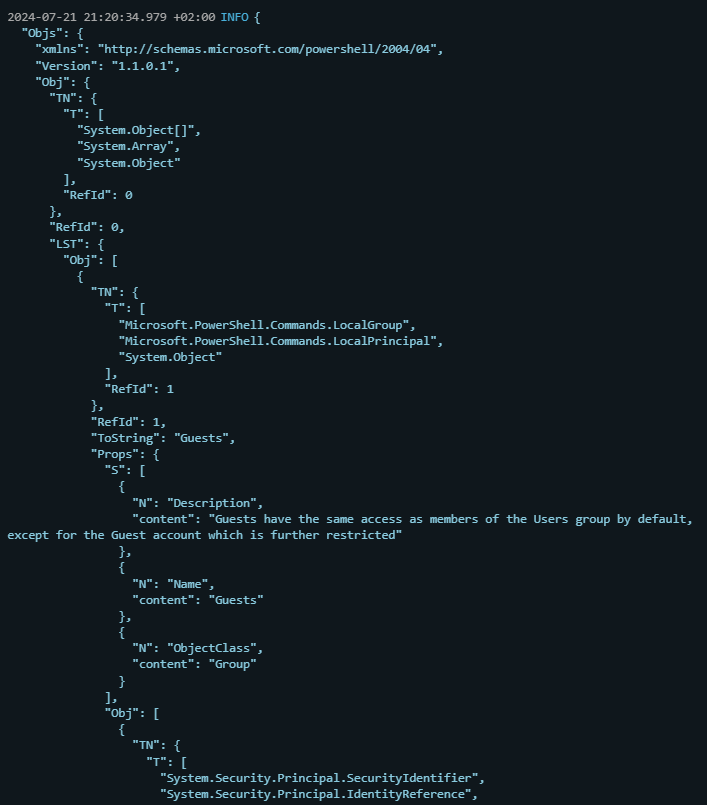 2024-07-21 21:20:34.979 +02:00 INFO {
  "Objs": {
    "xmlns": "http://schemas.microsoft.com/powershell/2004/04",
    "Version": "1.1.0.1",
    "Obj": {
      "TN": {
        "T": [
          "System.Object[]",
          "System.Array",
          "System.Object"
        ],
        "RefId": 0
      },
      "RefId": 0,
      "LST": {
        "Obj": [
          {
            "TN": {
              "T": [
                "Microsoft.PowerShell.Commands.LocalGroup",
                "Microsoft.PowerShell.Commands.LocalPrincipal",
                "System.Object"
              ],
              "RefId": 1
            },
            "RefId": 1,
            "ToString": "Guests",
            "Props": {
              "S": [
                {
                  "N": "Description",
                  "content": "Guests have the same access as members of the Users group by default,
except for the Guest account which is further restricted"
                },
                {
                  "N": "Name",
                  "content": "Guests"
                },
                {
                  "N": "ObjectClass",
                  "content": "Group"
                }
              ],
              "Obj": [
                {
                  "TN": {
                    "T": [
                      "System.Security.Principal.SecurityIdentifier",
                      "System.Security.Principal.IdentityReference",